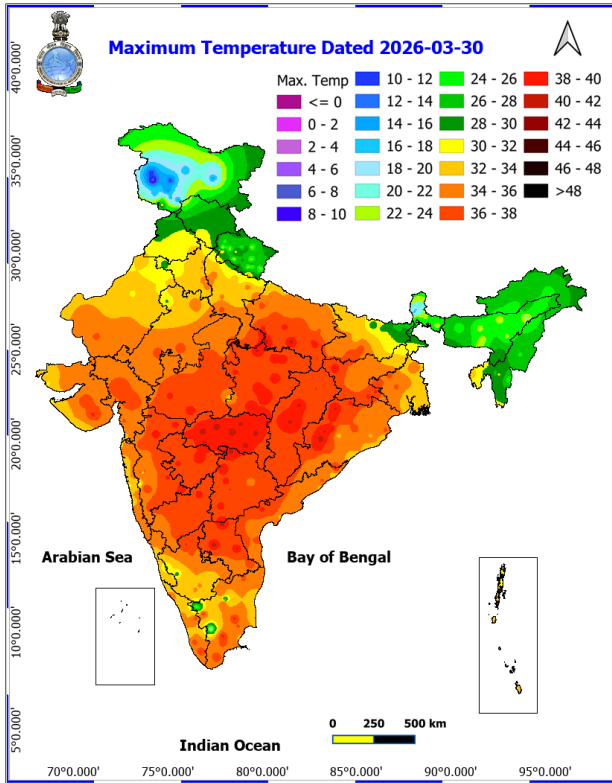 Maximum Temperature Dated 2026-03-30
Max. Temp
<= 0
0 - 2
2 - 4
4 - 6
6 - 8
8 - 10
10 - 12
12 - 14
14 - 16
16 - 18
18 - 20
20 - 22
22 - 24
24 - 26
26 - 28
28 - 30
30 - 32
32 - 34
34 - 36
36 - 38
38 - 40
40 - 42
42 - 44
44 - 46
46 - 48
>48
40°0.000'
35°0.000'
30°0.000'
25°0.000'
20°0.000'
15°0.000'
10°0.000'
5°0.000'
Arabian Sea
Bay of Bengal
Indian Ocean
0 250 500 km
70°0.000' 75°0.000' 80°0.000' 85°0.000' 90°0.000' 95°0.000'